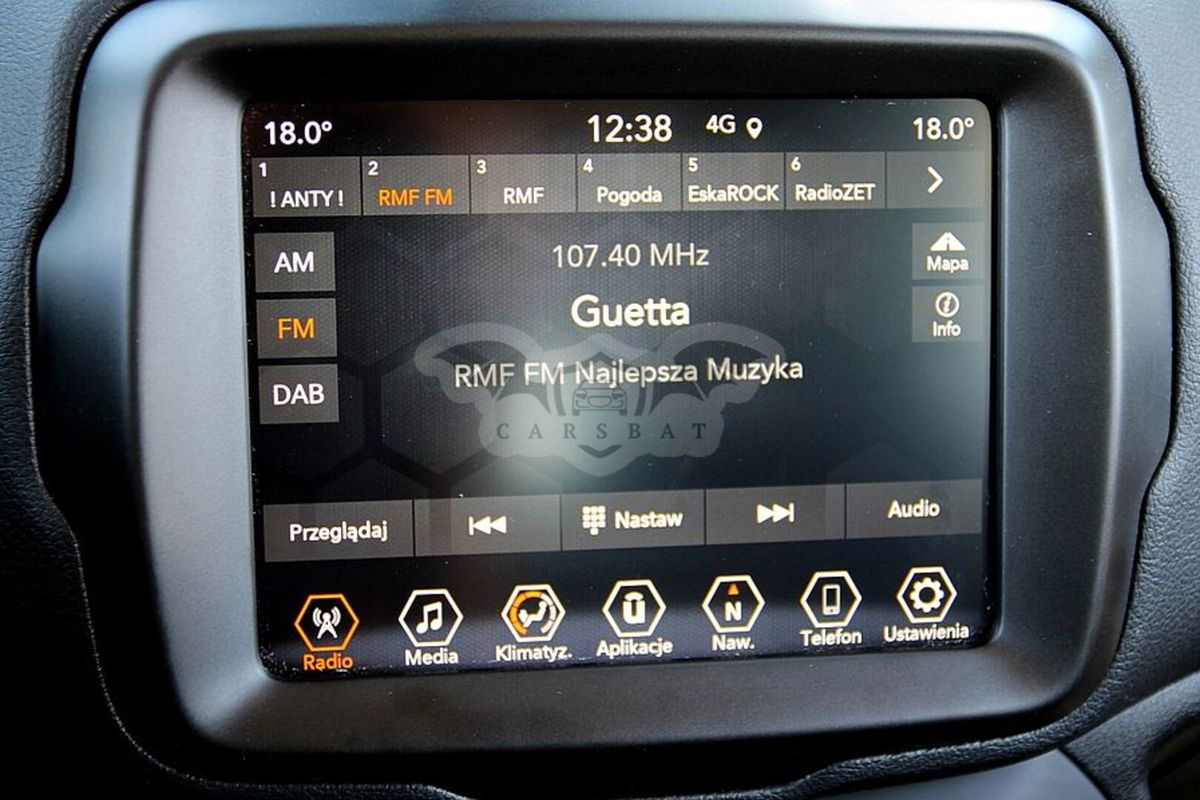 18.0° 12:38 4G 18.0°
1 2 3 4 5 6
! ANTY ! RMF FM RMF Pogoda EskaROCK RadioZET
AM
FM
DAB
107.40 MHz
Guetta
RMF FM Najlepsza Muzyka
CARSBAT
Mapa
Info
Przeglądaj Nastaw Audio
Radio Media Klimatyz. Aplikacje N Naw. Telefon Ustawienia